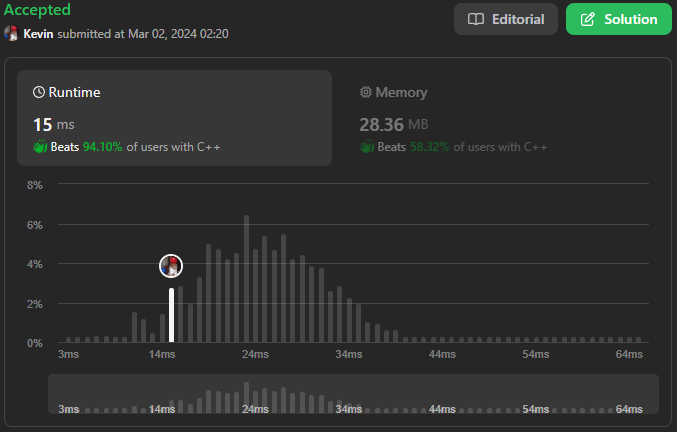 Accepted
Editorial
Solution
Kevin submitted at Mar 02, 2024 02:20
Runtime
Memory
15 ms
28.36 MB
Beats 94.10% of users with C++
Beats 58.32% of users with C++
8%
6%
4%
2%
0%
3ms 14ms 24ms 34ms 44ms 54ms 64ms
3ms 14ms 24ms 34ms 44ms 54ms 64ms